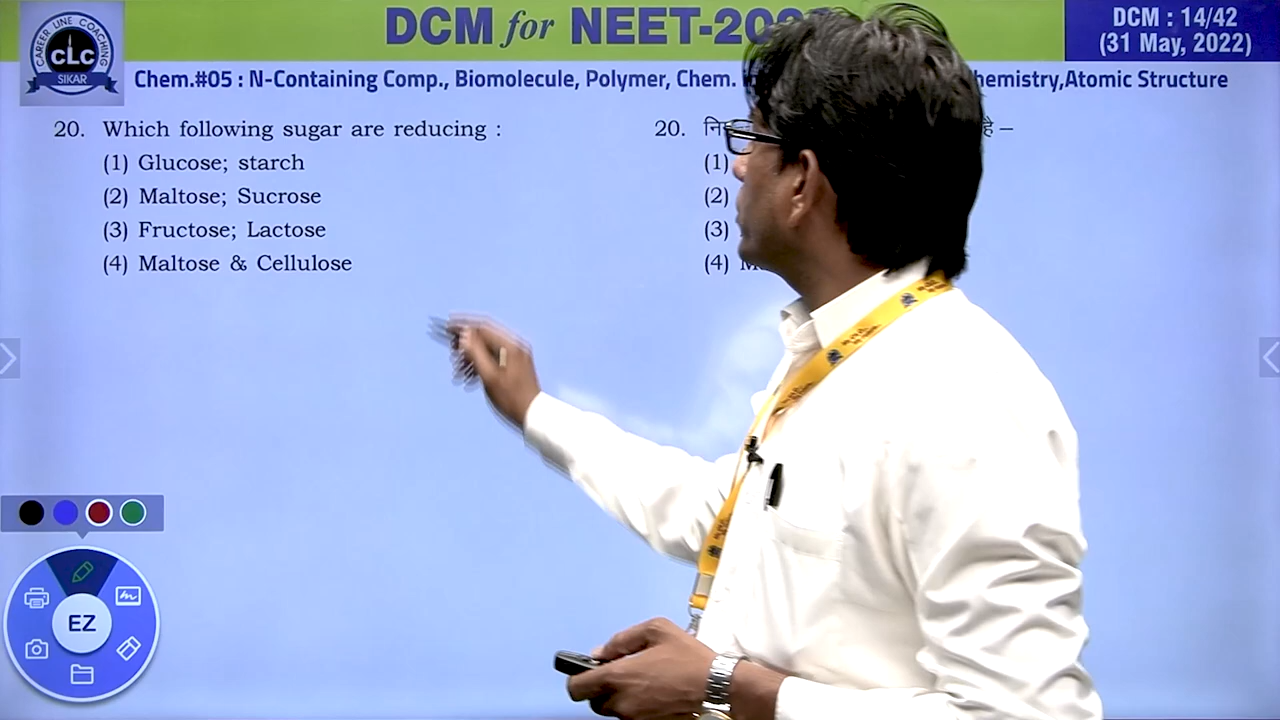 DCM for NEET-20
DCM : 14/42
(31 May, 2022)
CAREER LINE COACHING
CLC
SIKAR
Chem.#05 : N-Containing Comp., Biomolecule, Polymer, Chem. hemistry,Atomic Structure
20. Which following sugar are reducing :
(1) Glucose; starch
(2) Maltose; Sucrose
(3) Fructose; Lactose
(4) Maltose & Cellulose
20. है –
(1)
(2)
(3)
(4)
EZ